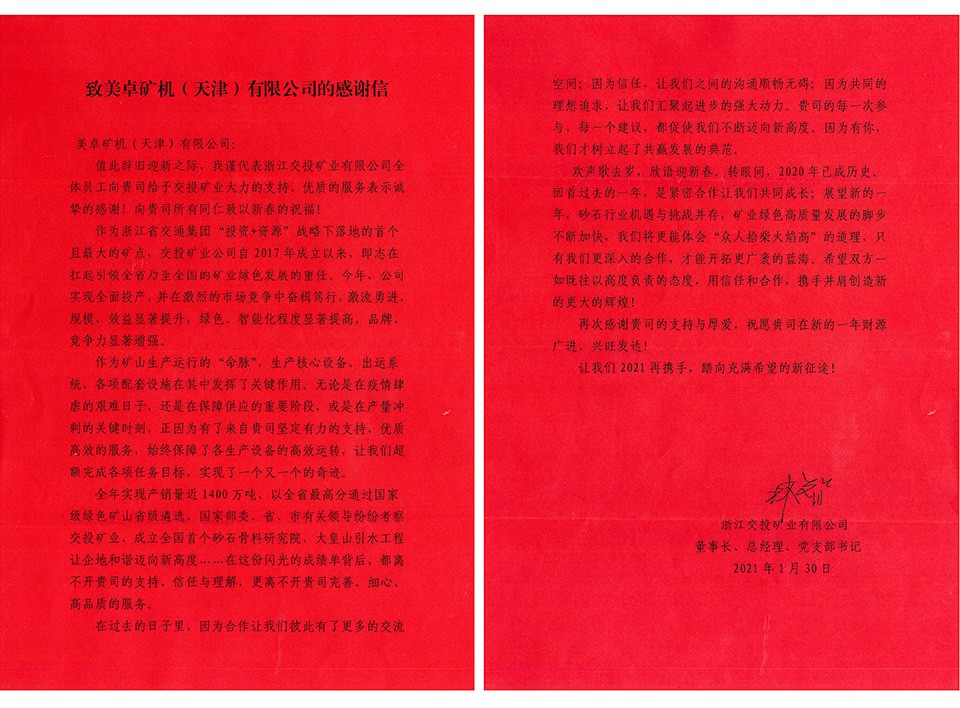 致美卓矿机（天津）有限公司的感谢信
美卓矿机（天津）有限公司：
值此辞旧迎新之际，我谨代表浙江交投矿业有限公司全
体员工向贵司给予交投矿业大力的支持、优质的服务表示诚
挚的感谢！向贵司所有同仁致以新春的祝福！
作为浙江省交通集团“投资+资源”战略下落地的首个
且最大的矿点，交投矿业公司自 2017 年成立以来，即志在
扛起引领全省乃至全国的矿业绿色发展的重任。今年，公司
实现全面投产，并在激烈的市场竞争中奋楫笃行，激流勇进，
规模、效益显著提升，绿色、智能化程度显著提高，品牌、
竞争力显著增强。
作为矿山生产运行的“命脉”，生产核心设备、出运系
统、各项配套设施在其中发挥了关键作用。无论是在疫情肆
虐的艰难日子，还是在保障供应的重要阶段，或是在产量冲
刺的关键时刻，正因为有了来自贵司坚定有力的支持、优质
高效的服务，始终保障了各生产设备的高效运转，让我们超
额完成各项任务目标，实现了一个又一个的奇迹。
全年实现产销量近 1400 万吨、以全省最高分通过国家
级绿色矿山省级遴选、国家部委、省、市有关领导纷纷考察
交投矿业、成立全国首个砂石骨料研究院、大皇山引水工程
让企地和谐迈向新高度……在这份闪光的成绩单背后，都离
不开贵司的支持、信任与理解，更离不开贵司完善、细心、
高品质的服务。
在过去的日子里，因为合作让我们彼此有了更多的交流
空间；因为信任，让我们之间的沟通顺畅无碍；因为共同的
理想追求，让我们汇聚起进步的强大动力。贵司的每一次参
与，每一个建议，都促使我们不断迈向新高度。因为有你，
我们才树立起了共赢发展的典范。
欢声歌去岁，欣语迎新春。转眼间，2020 年已成历史。
回首过去的一年，是紧密合作让我们共同成长；展望新的一
年，砂石行业机遇与挑战并存，矿业绿色高质量发展的脚步
不断加快，我们将更能体会“众人拾柴火焰高”的道理，只
有我们更深入的合作，才能开拓更广袤的蓝海。希望双方一
如既往以高度负责的态度，用信任和合作，携手并肩创造新
的更大的辉煌！
再次感谢贵司的支持与厚爱，祝愿贵司在新的一年财源
广进，兴旺发达！
让我们 2021 再携手，踏向充满希望的新征途！
浙江交投矿业有限公司
董事长、总经理、党支部书记
2021 年 1 月 30 日